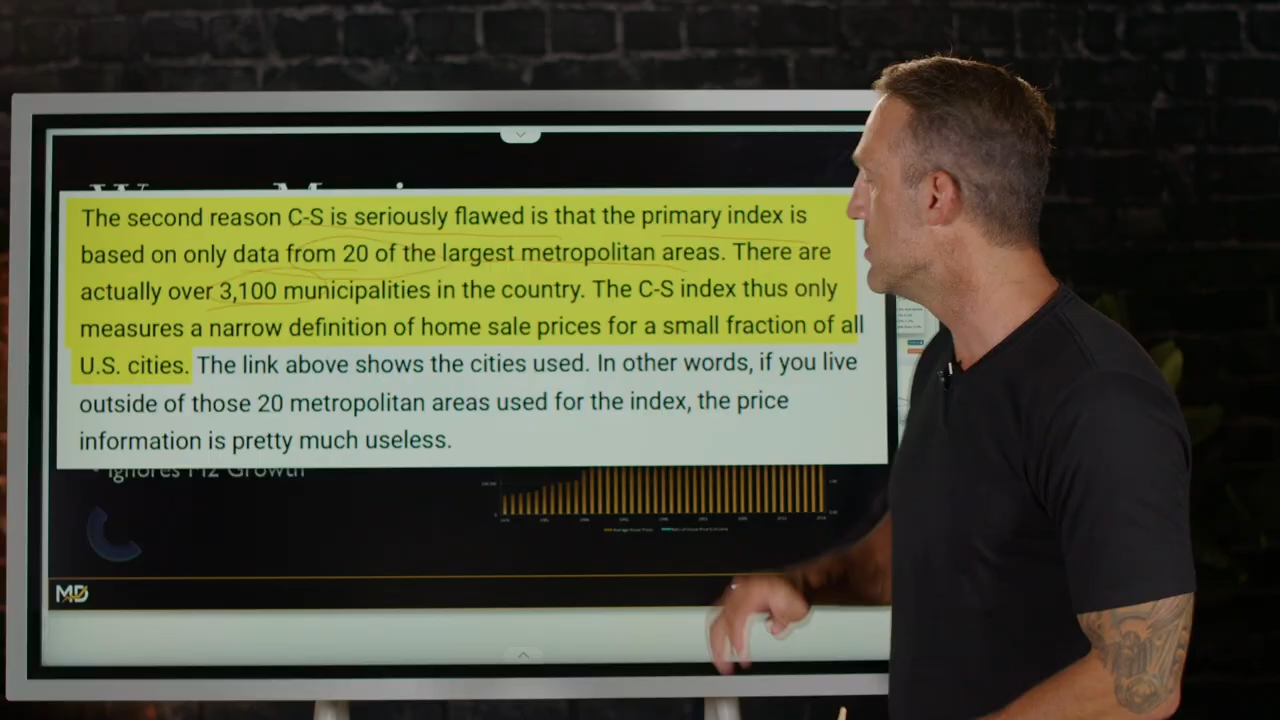 The second reason C-S is seriously flawed is that the primary index is
based on only data from 20 of the largest metropolitan areas. There are
actually over 3,100 municipalities in the country. The C-S index thus only
measures a narrow definition of home sale prices for a small fraction of all
U.S. cities. The link above shows the cities used. In other words, if you live
outside of those 20 metropolitan areas used for the index, the price
information is pretty much useless.
Ignores M2 Growth
MD